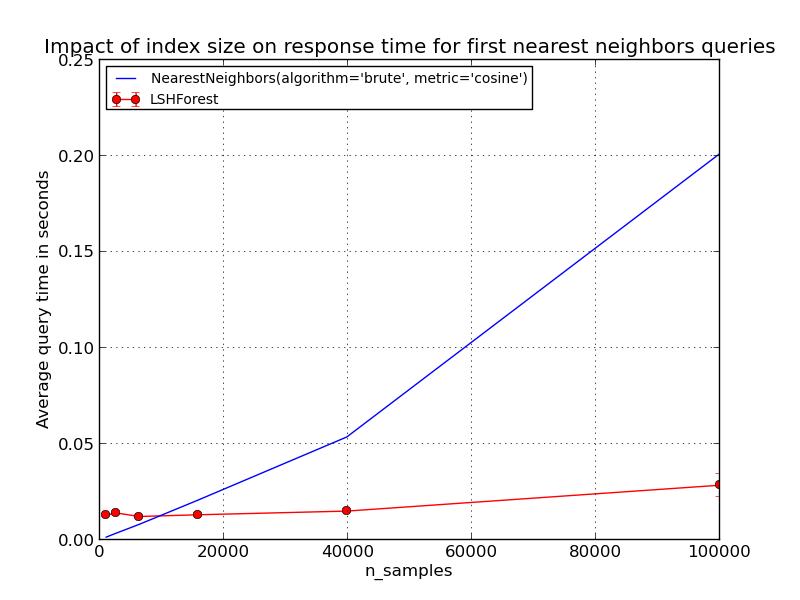 Impact of index size on response time for first nearest neighbors queries
0.25
NearestNeighbors(algorithm='brute', metric='cosine')
LSHForest
0.20
0.15
0.10
0.05
0.00
Average query time in seconds
0 20000 40000 60000 80000 100000
n_samples